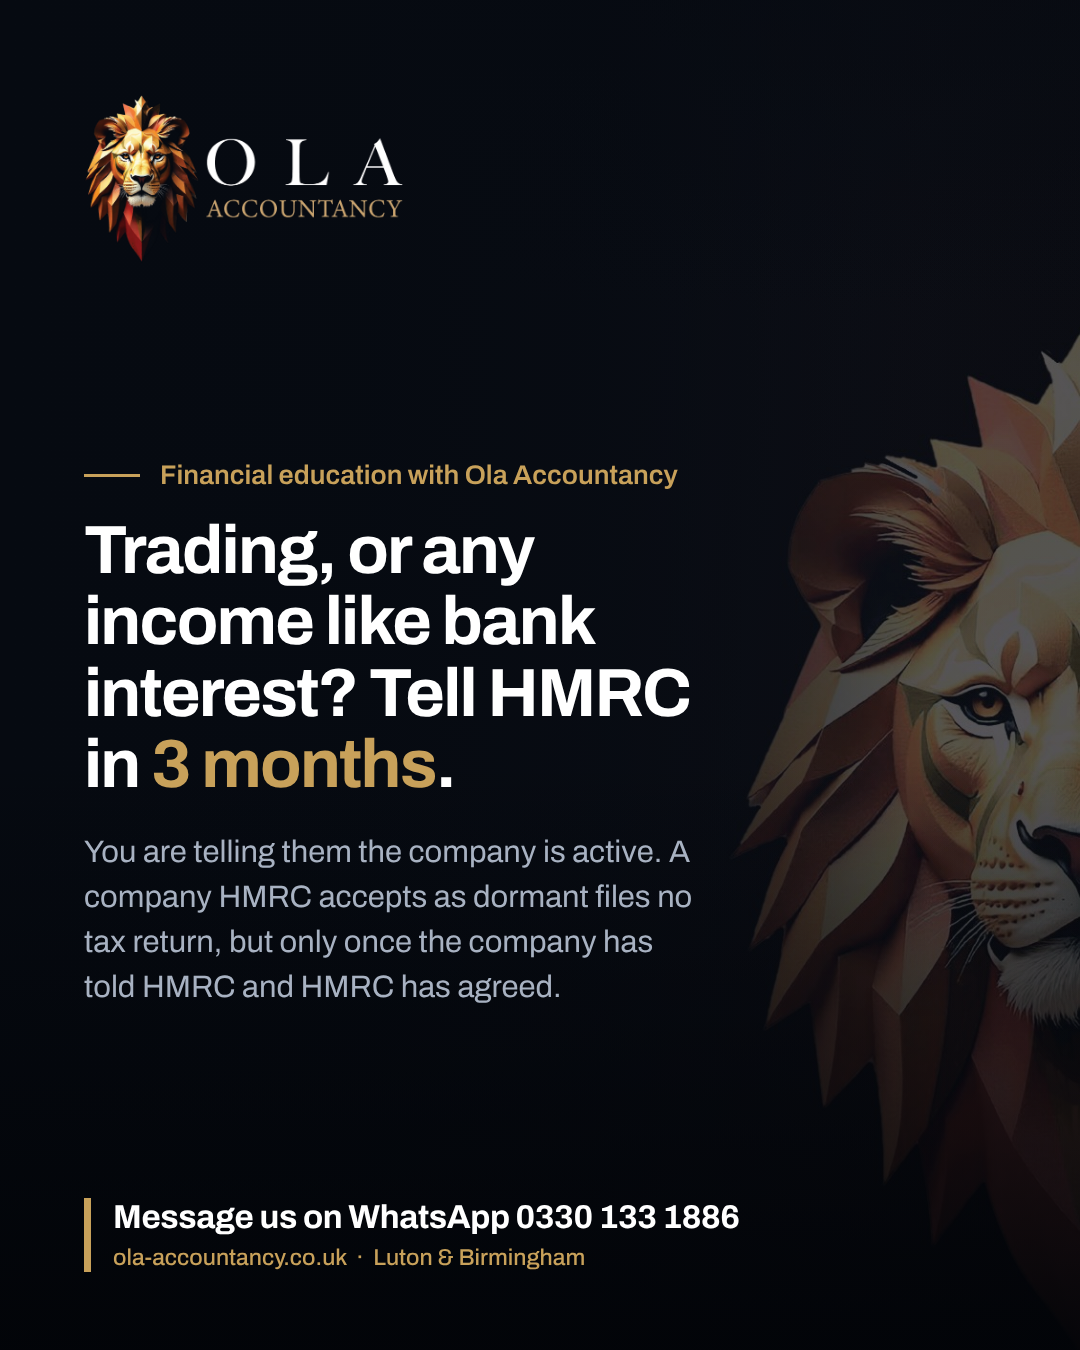 OLA
ACCOUNTANCY
Financial education with Ola Accountancy
Trading, or any
income like bank
interest? Tell HMRC
in 3 months.
You are telling them the company is active. A
company HMRC accepts as dormant files no
tax return, but only once the company has
told HMRC and HMRC has agreed.
Message us on WhatsApp 0330 133 1886
ola-accountancy.co.uk · Luton & Birmingham